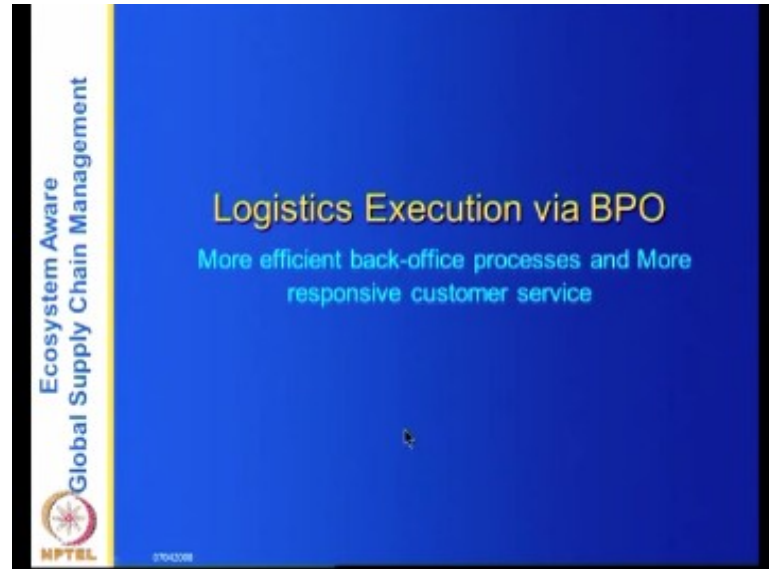 Ecosystem Aware
Global Supply Chain Management
Logistics Execution via BPO
More efficient back-office processes and More
responsive customer service
NPTEL
07042008